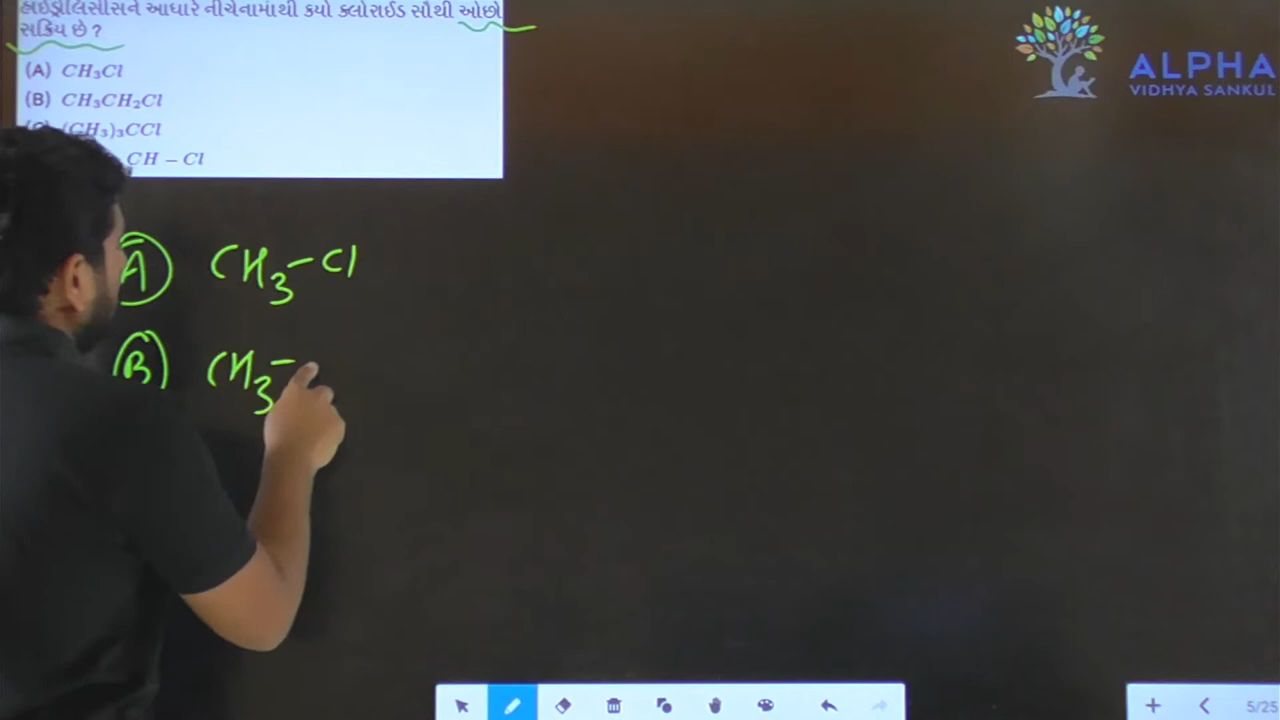 હાઈડ્રોલિસીસને આધારે નીચેનામાંથી કયો ક્લોરાઈડ સૌથી ઓછો
સક્રિય છે ?
(A) CH₃Cl
(B) CH₃CH₂Cl
(CH₃)₃CCl
CH – Cl
ALPHA
VIDHYA SANKUL
A CH₃–Cl
B CH₃–
5/25